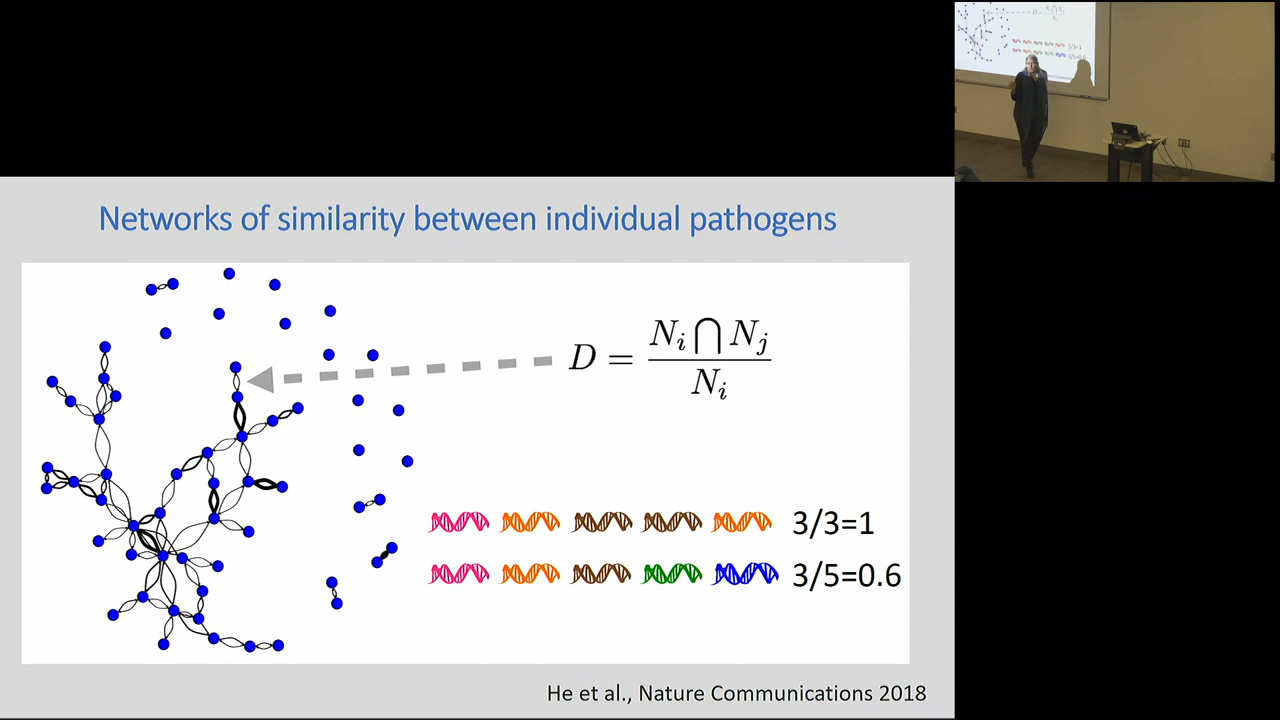 Networks of similarity between individual pathogens
D = N_i ⋂ N_j / N_i
3/3=1
3/5=0.6
He et al., Nature Communications 2018